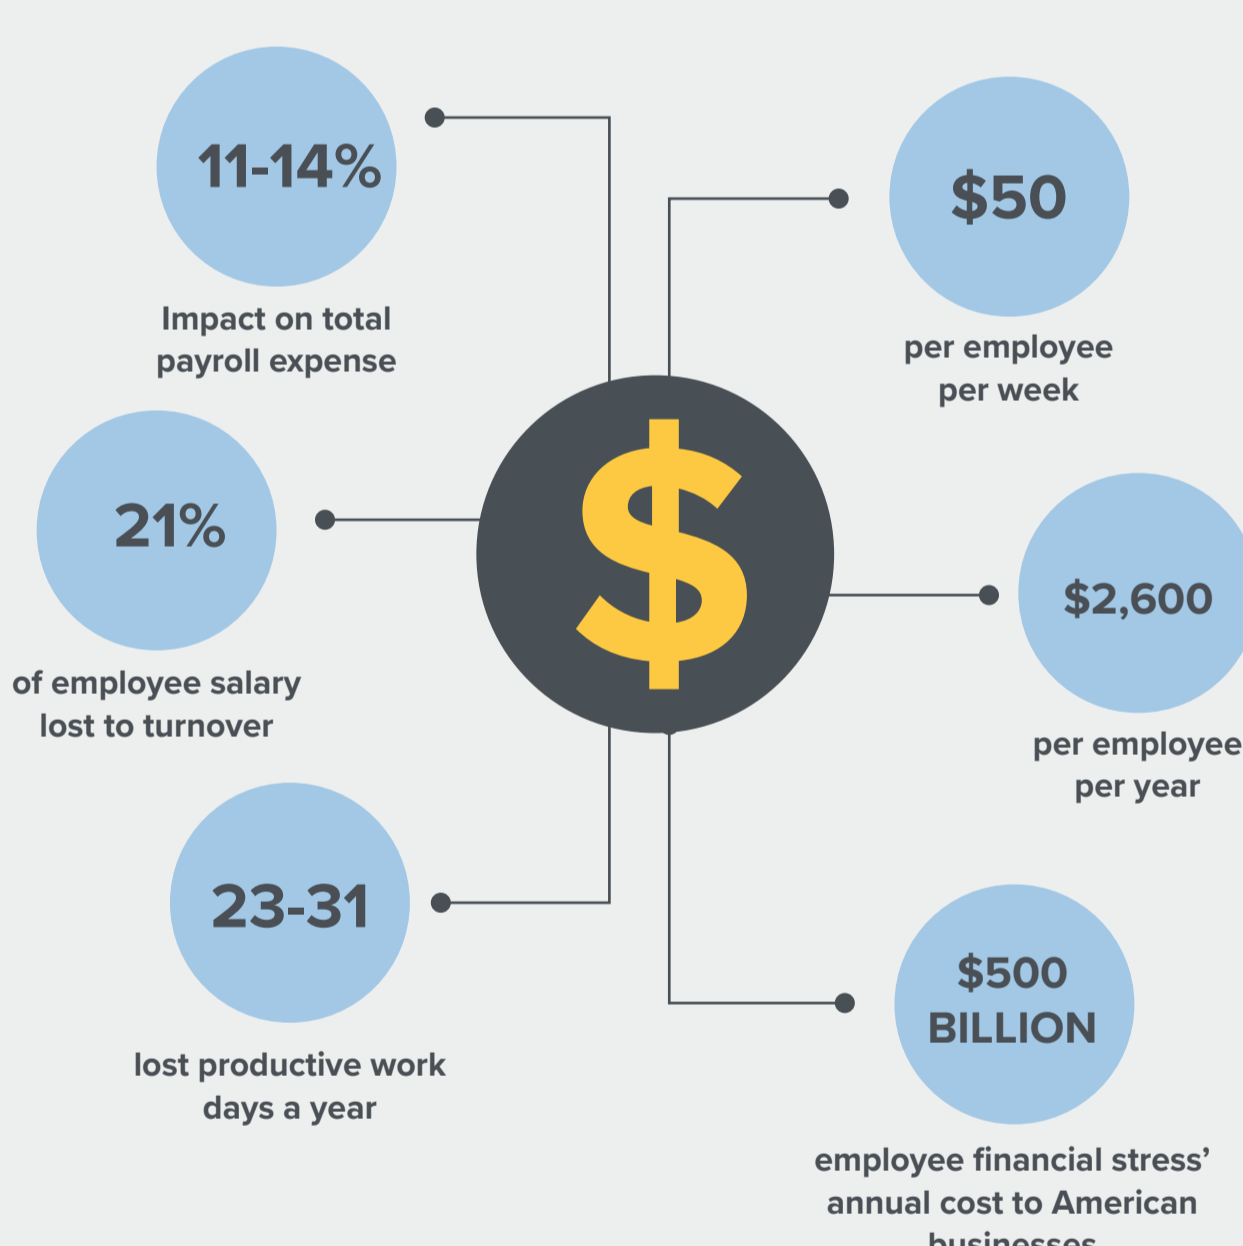 11-14%
Impact on total
payroll expense
21%
of employee salary
lost to turnover
23-31
lost productive work
days a year
$
$50
per employee
per week
$2,600
per employee
per year
$500
BILLION
employee financial stress’
annual cost to American
businesses